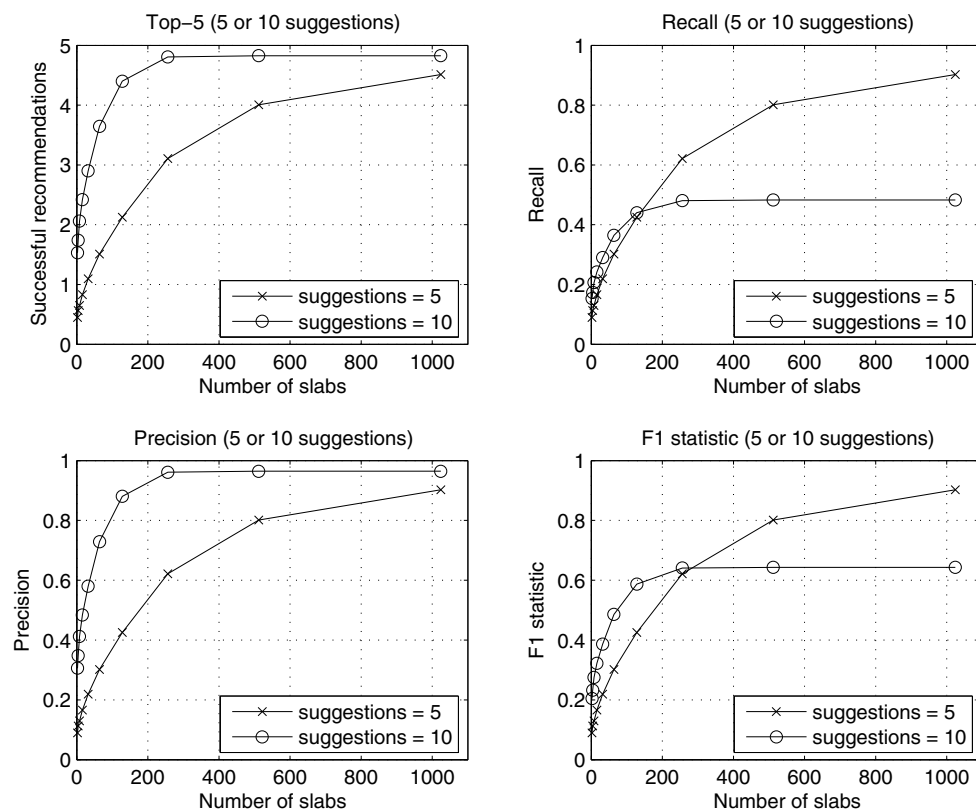 Top-5 (5 or 10 suggestions)
5
4
3
2
1
0
Successful recommendations
suggestions = 5
suggestions = 10
0 200 400 600 800 1000
Number of slabs
Recall (5 or 10 suggestions)
1
0.8
0.6
0.4
0.2
0
Recall
suggestions = 5
suggestions = 10
0 200 400 600 800 1000
Number of slabs
Precision (5 or 10 suggestions)
1
0.8
0.6
0.4
0.2
0
Precision
suggestions = 5
suggestions = 10
0 200 400 600 800 1000
Number of slabs
F1 statistic (5 or 10 suggestions)
1
0.8
0.6
0.4
0.2
0
F1 statistic
suggestions = 5
suggestions = 10
0 200 400 600 800 1000
Number of slabs